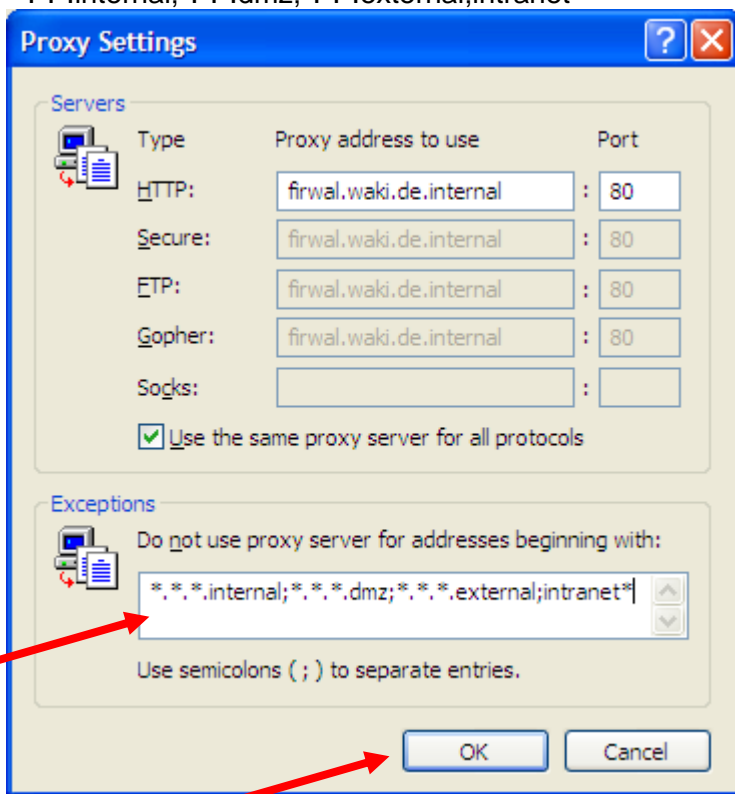 Proxy Settings
Servers
Type Proxy address to use Port
HTTP: firwal.waki.de.internal : 80
Secure: firwal.waki.de.internal : 80
FTP: firwal.waki.de.internal : 80
Gopher: firwal.waki.de.internal : 80
Socks: :
Use the same proxy server for all protocols
Exceptions
Do not use proxy server for addresses beginning with:
*.*.*.internal;*.*.*.dmz;*.*.*.external;intranet*
Use semicolons ( ; ) to separate entries.
OK Cancel